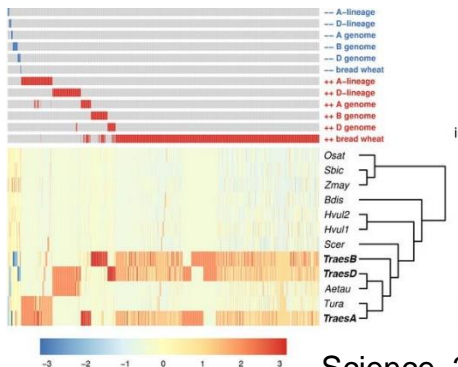 -- A-lineage
-- D-lineage
-- A genome
-- B genome
-- D genome
-- bread wheat
++ A-lineage
++ D-lineage
++ A genome
++ B genome
++ D genome
++ bread wheat
i
Osat
Sbic
Zmay
Bdis
Hvul2
Hvul1
Scer
TraesB
TraesD
Aetau
Tura
TraesA
-3 -2 -1 0 1 2 3
Science